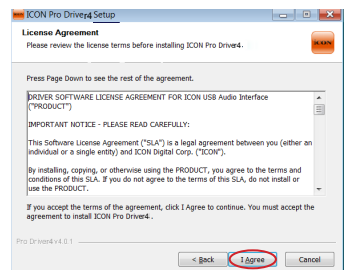 ICON Pro Driver4 Setup
License Agreement
Please review the license terms before installing ICON Pro Driver4.
ICON
Press Page Down to see the rest of the agreement.
DRIVER SOFTWARE LICENSE AGREEMENT FOR ICON USB Audio Interface
("PRODUCT")
IMPORTANT NOTICE - PLEASE READ CAREFULLY:
This Software License Agreement ("SLA") is a legal agreement between you (either an
individual or a single entity) and ICON Digital Corp. ("ICON").
By installing, copying, or otherwise using the PRODUCT, you agree to the terms and
conditions of this SLA. If you do not agree to the terms of this SLA, do not install or
use the PRODUCT.
If you accept the terms of the agreement, click I Agree to continue. You must accept the
agreement to install ICON Pro Driver4.
Pro Driver4 v4.0.1
< Back
I Agree
Cancel